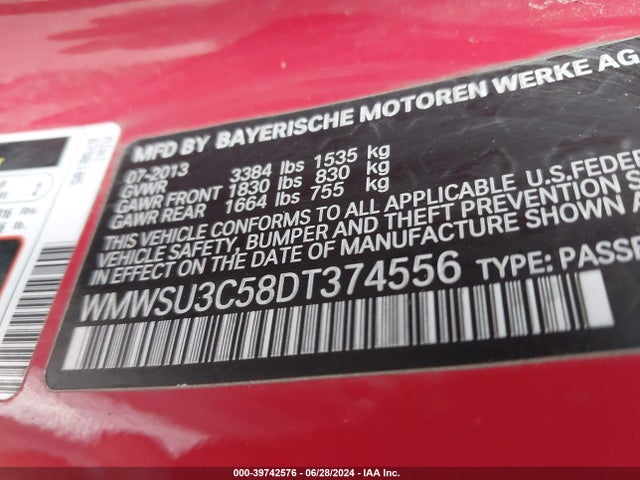 MFD BY BAYERISCHE MOTOREN WERKE AG
07-2013
GVWR 3384 lbs 1535 kg
GAWR FRONT 1830 lbs 830 kg
GAWR REAR 1664 lbs 755 kg
THIS VEHICLE CONFORMS TO ALL APPLICABLE U.S. FEDER
VEHICLE SAFETY, BUMPER AND THEFT PREVENTION S
IN EFFECT ON THE DATE OF MANUFACTURE SHOWN A
WMWSU3C58DT374556 TYPE: PASSE
2
lbs.
000-39742576 | 06/28/2024 | IAA Inc.